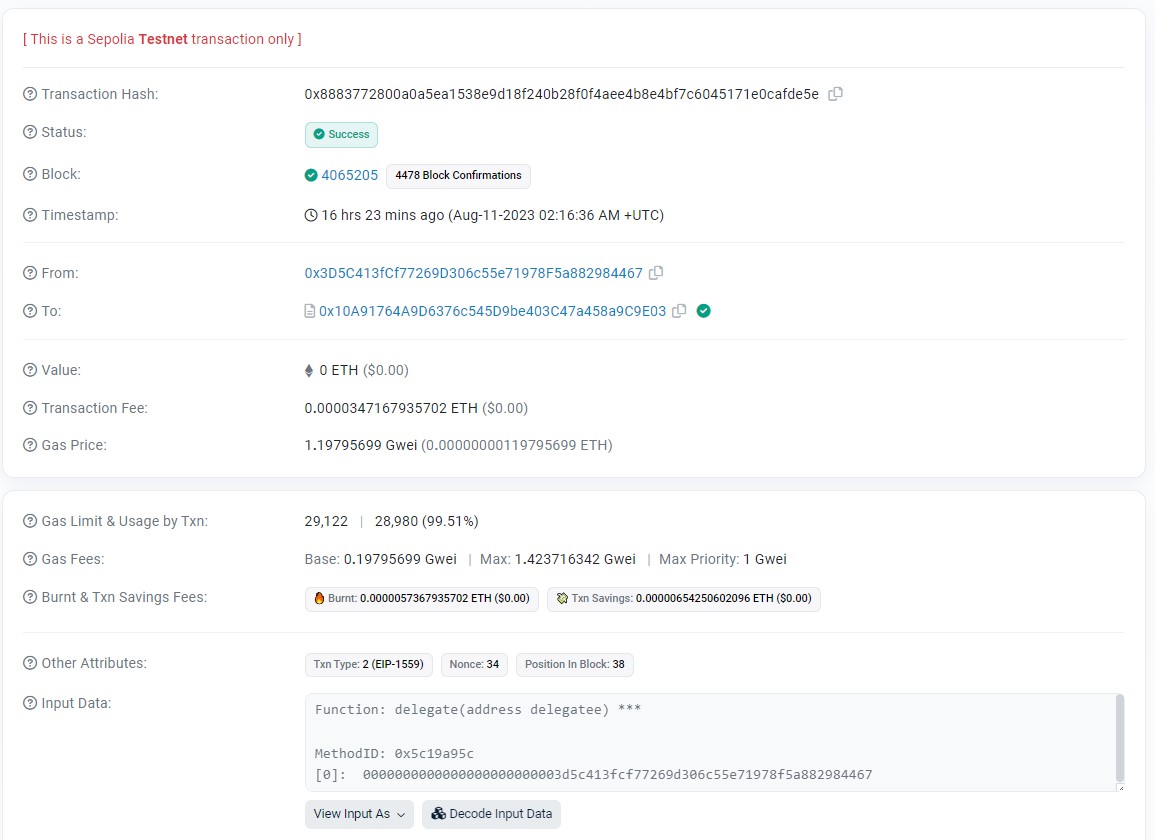 [ This is a Sepolia Testnet transaction only ]
Transaction Hash: 0x8883772800a0a5ea1538e9d18f240b28f0f4aee4b8e4bf7c6045171e0cafde5e
Status: Success
Block: 4065205 4478 Block Confirmations
Timestamp: 16 hrs 23 mins ago (Aug-11-2023 02:16:36 AM +UTC)
From: 0x3D5C413fCf77269D306c55e71978F5a882984467
To: 0x10A91764A9D6376c545D9be403C47a458a9C9E03
Value: 0 ETH ($0.00)
Transaction Fee: 0.0000347167935702 ETH ($0.00)
Gas Price: 1.19795699 Gwei (0.00000000119795699 ETH)
Gas Limit & Usage by Txn: 29,122 | 28,980 (99.51%)
Gas Fees: Base: 0.19795699 Gwei | Max: 1.423716342 Gwei | Max Priority: 1 Gwei
Burnt & Txn Savings Fees: Burnt: 0.0000057367935702 ETH ($0.00) Txn Savings: 0.00000654250602096 ETH ($0.00)
Other Attributes: Txn Type: 2 (EIP-1559) Nonce: 34 Position In Block: 38
Input Data: Function: delegate(address delegatee) ***
MethodID: 0x5c19a95c
[0]: 0000000000000000000000003d5c413fcf77269d306c55e71978f5a882984467
View Input As Decode Input Data